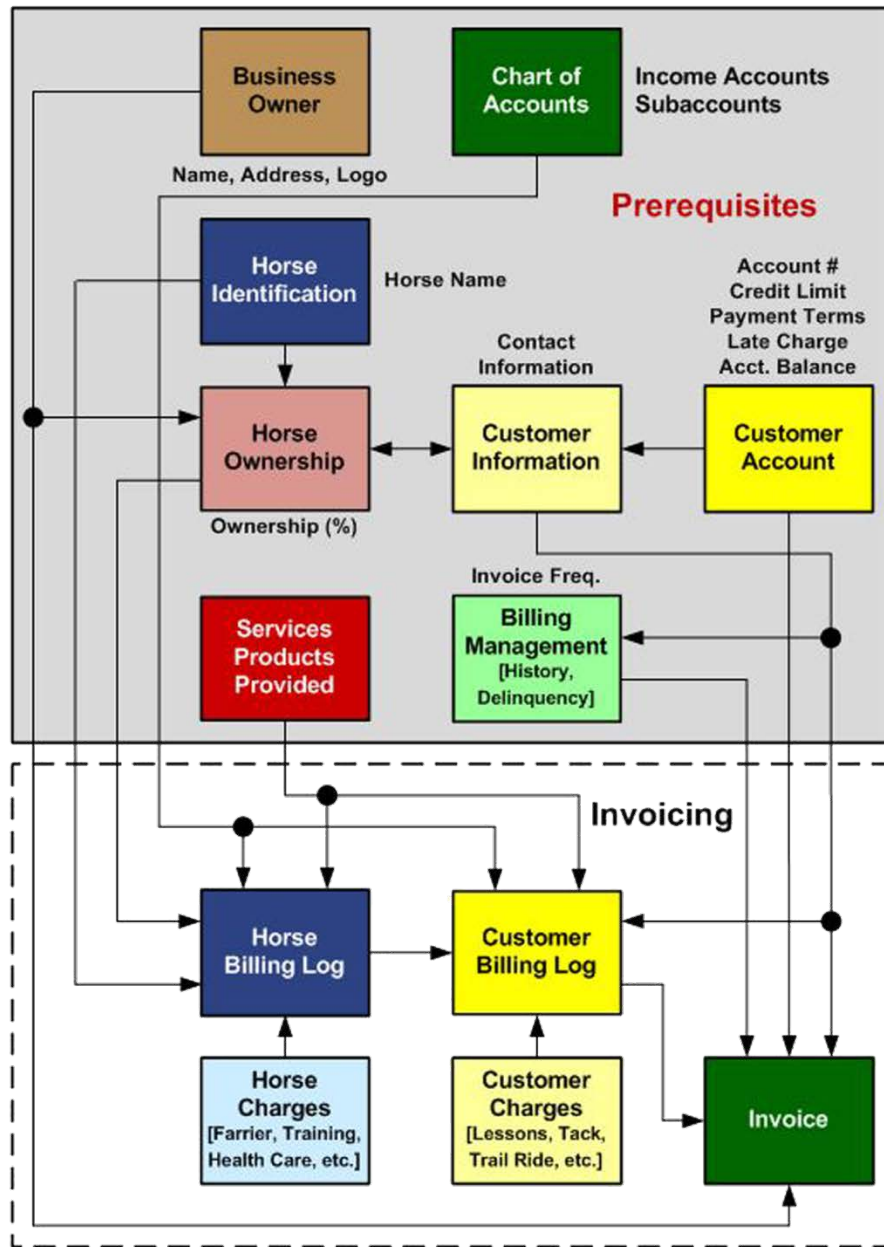 Business
Owner
Chart of
Accounts
Income Accounts
Subaccounts
Name, Address, Logo
Prerequisites
Horse
Identification
Horse Name
Account #
Credit Limit
Payment Terms
Late Charge
Acct. Balance
Contact
Information
Horse
Ownership
Customer
Information
Customer
Account
Ownership (%)
Invoice Freq.
Services
Products
Provided
Billing
Management
[History,
Delinquency]
Invoicing
Horse
Billing Log
Customer
Billing Log
Horse
Charges
[Farrier, Training,
Health Care, etc.]
Customer
Charges
[Lessons, Tack,
Trail Ride, etc.]
Invoice